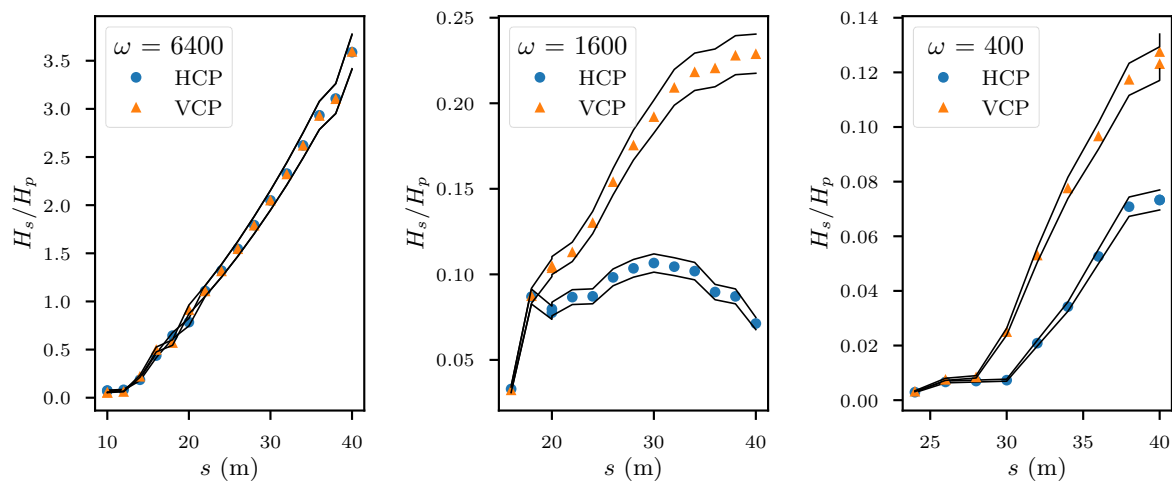 ω = 6400
HCP
VCP
H_s/H_p
3.5
3.0
2.5
2.0
1.5
1.0
0.5
0.0
10
20
30
40
s (m)
ω = 1600
HCP
VCP
H_s/H_p
0.25
0.20
0.15
0.10
0.05
20
30
40
s (m)
ω = 400
HCP
VCP
H_s/H_p
0.14
0.12
0.10
0.08
0.06
0.04
0.02
0.00
25
30
35
40
s (m)